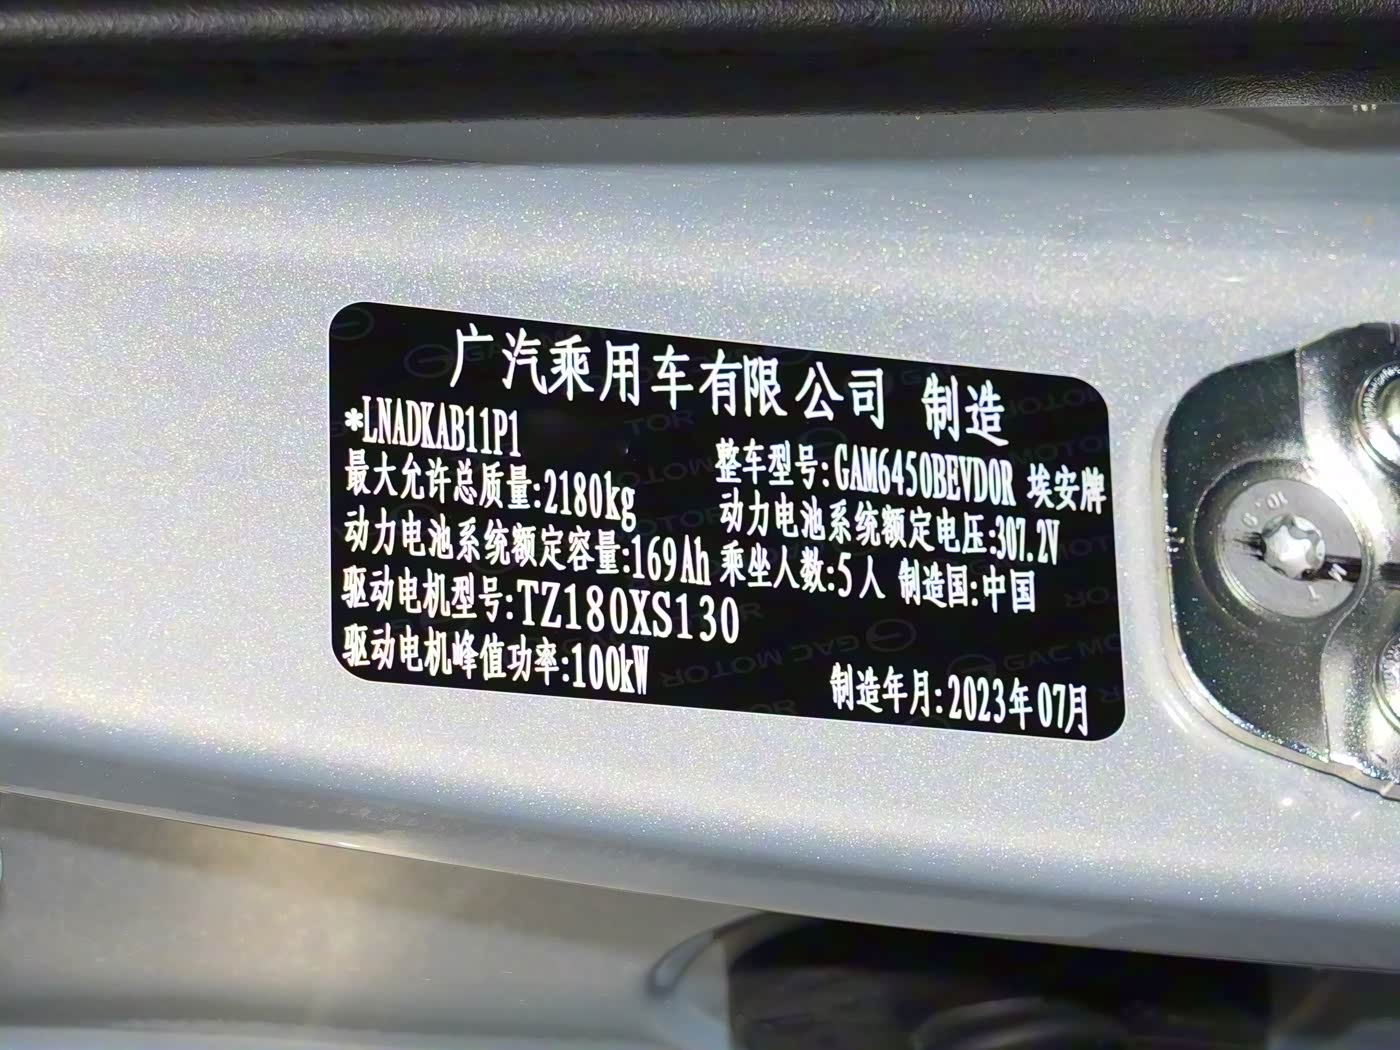 广汽乘用车有限公司 制造
*LNADKAB11P1
最大允许总质量:2180kg 整车型号:GAM6450BEVD0R 埃安牌
动力电池系统额定容量:169Ah 动力电池系统额定电压:307.2V
驱动电机型号:TZ180XS130 乘坐人数:5人 制造国:中国
驱动电机峰值功率:100kW 制造年月:2023年07月